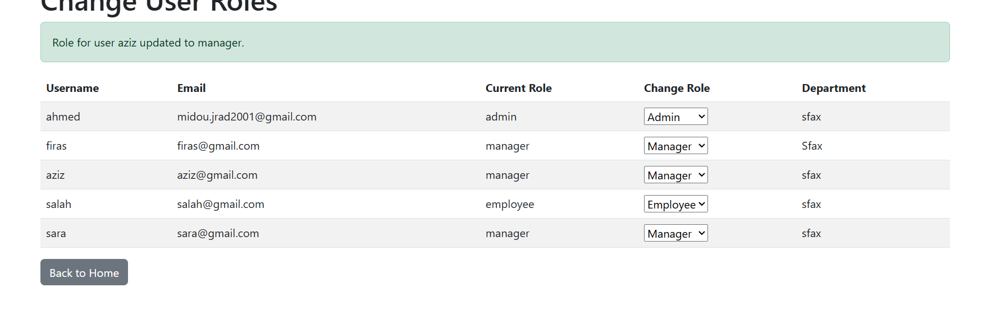 Change User Roles
Role for user aziz updated to manager.
Username Email Current Role Change Role Department
ahmed midou.jrad2001@gmail.com admin Admin sfax
firas firas@gmail.com manager Manager Sfax
aziz aziz@gmail.com manager Manager sfax
salah salah@gmail.com employee Employee sfax
sara sara@gmail.com manager Manager sfax
Back to Home